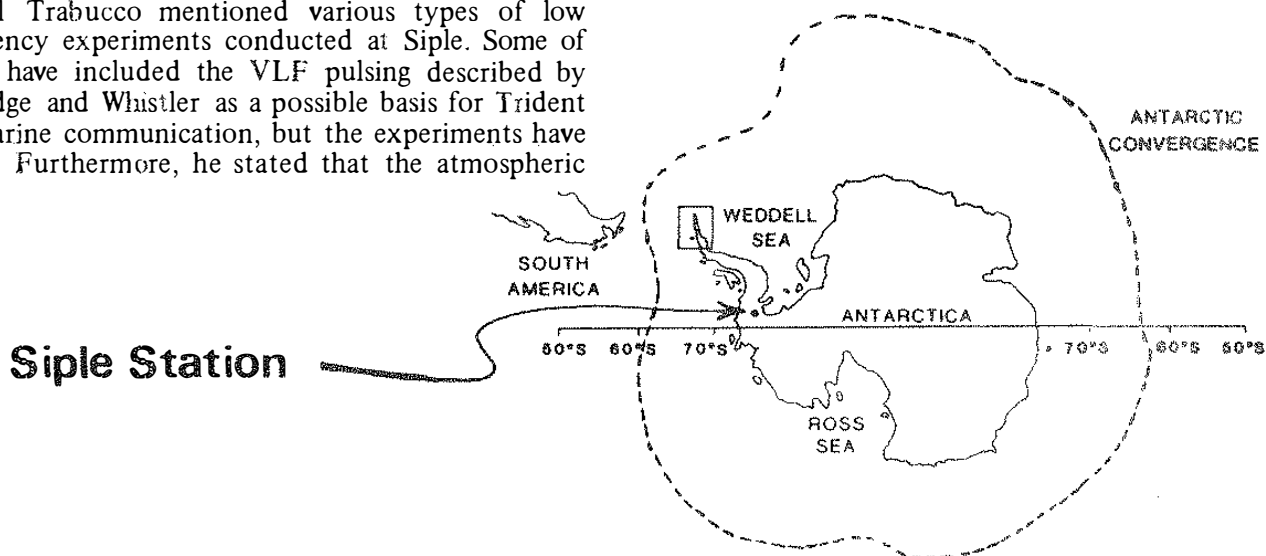 Trabucco mentioned various types of low
ency experiments conducted at Siple. Some of
have included the VLF pulsing described by
dge and Whistler as a possible basis for Trident
arine communication, but the experiments have
Furthermore, he stated that the atmospheric
ANTARCTIC
CONVERGENCE
WEDDELL
SEA
SOUTH
AMERICA
ANTARCTICA
Siple Station
60°S 70°S 70°S 60°S
ROSS
SEA